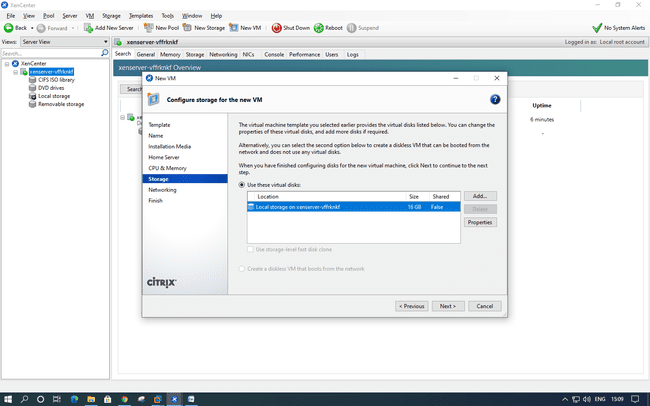 XenCenter
File View Pool Server VM Storage Templates Tools Window Help
Back Forward Add New Server New Pool New Storage New VM Shut Down Reboot Suspend No System Alerts
Views: Server View xenserver-vffrknkf Logged in as: Local root account
Search... Search General Memory Storage Networking NICs Console Performance Users Logs
XenCenter
xenserver-vffrknkf
CIFS ISO library
DVD drives
Local storage
Removable storage
xenserver-vffrknkf Overview
Search
Uptime
6 minutes
-
New VM
Configure storage for the new VM
Template
Name
Installation Media
Home Server
CPU & Memory
Storage
Networking
Finish
CITRIX
The virtual machine template you selected earlier provides the virtual disks listed below. You can change the
properties of these virtual disks, and add more disks if required.
Alternatively, you can select the second option below to create a diskless VM that can be booted from the
network and does not use any virtual disks.
When you have finished configuring disks for the new virtual machine, click Next to continue to the next
step.
Use these virtual disks:
Location Size Shared
Local storage on xenserver-vffrknkf 16 GB False
Add...
Delete
Properties
Use storage-level fast disk clone
Create a diskless VM that boots from the network
< Previous Next > Cancel
ENG 15:09